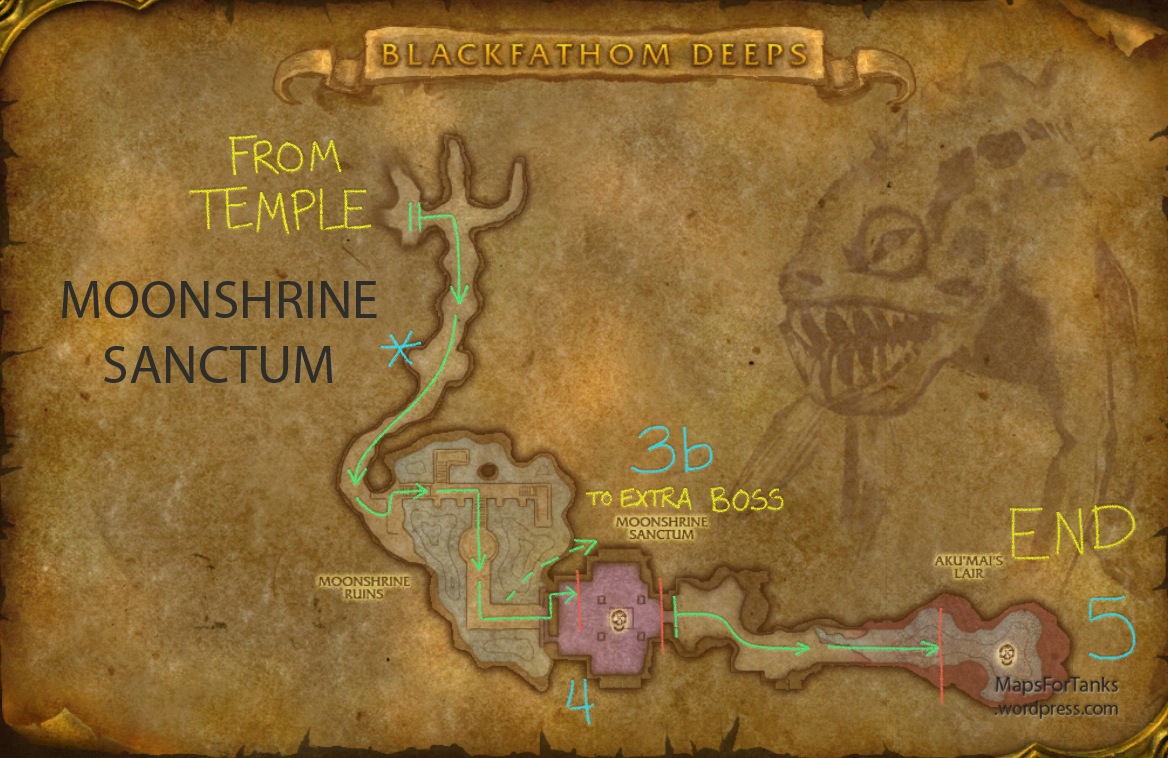 BLACKFATHOM DEEPS
FROM
TEMPLE
MOONSHRINE
SANCTUM
*
3b
TO EXTRA BOSS
MOONSHRINE
SANCTUM
END
AKU'MAI'S
LAIR
MOONSHRINE
RUINS
5
4
MapsForTanks
.wordpress.com